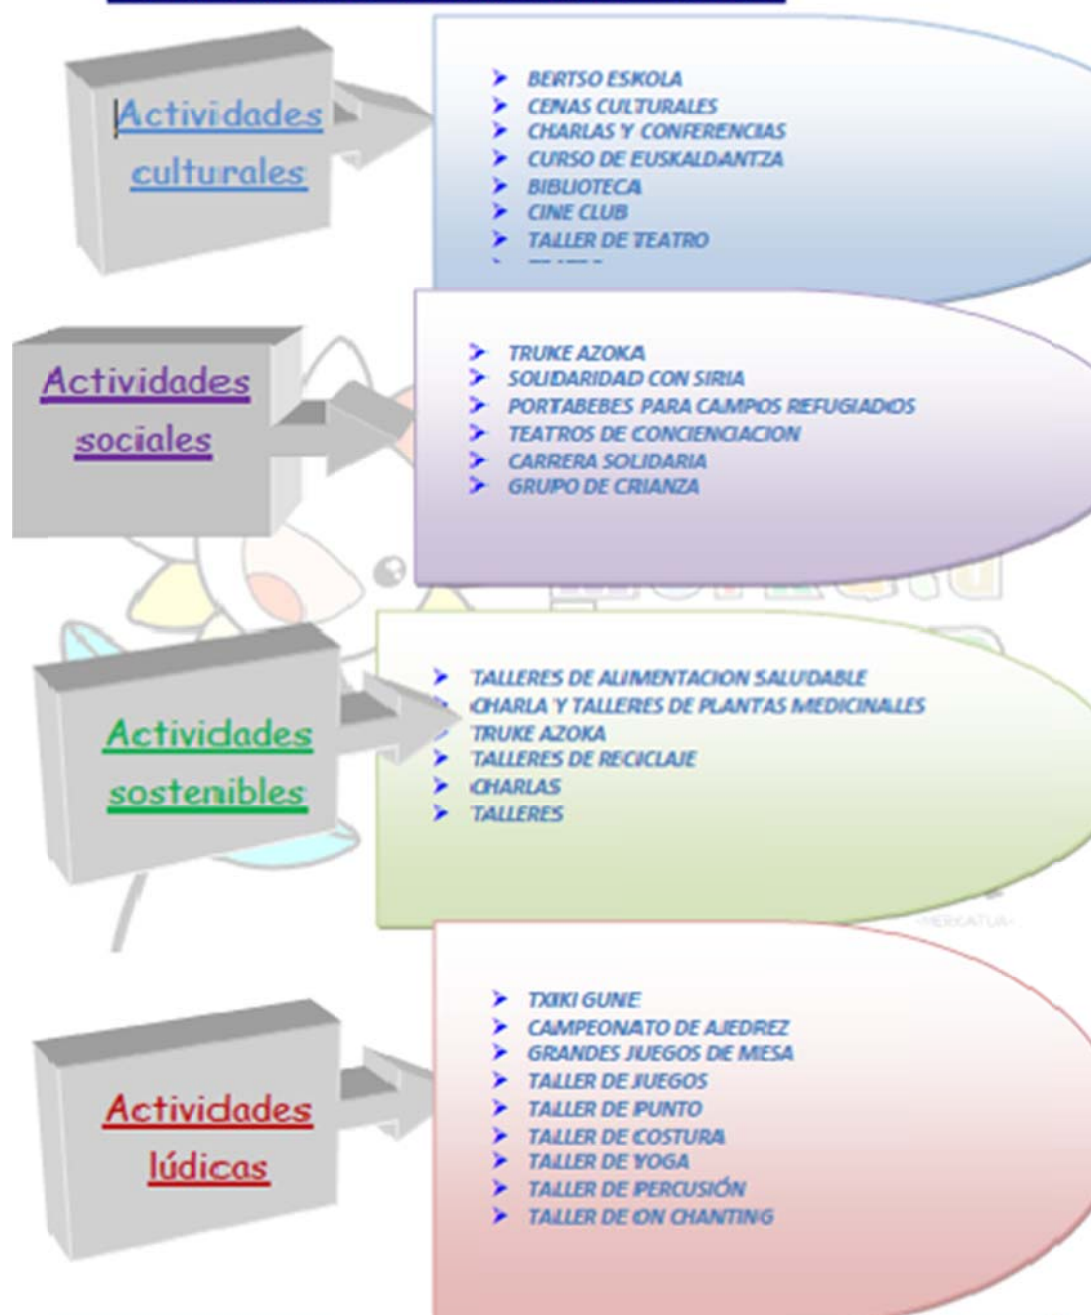 Actividades
culturales
BERTSO ESKOLA
CENAS CULTURALES
CHARLAS Y CONFERENCIAS
CURSO DE EUSKALDANTZA
BIBLIOTECA
CINE CLUB
TALLER DE TEATRO
Actividades
sociales
TRUKE AZOKA
SOLIDARIDAD CON SIRIA
PORTABEBES PARA CAMPOS REFUGIADOS
TEATROS DE CONCIENCIACION
CARRERA SOLIDARIA
GRUPO DE CRIANZA
Actividades
sostenibles
TALLERES DE ALIMENTACION SALUDABLE
CHARLA Y TALLERES DE PLANTAS MEDICINALES
TRUKE AZOKA
TALLERES DE RECICLAJE
CHARLAS
TALLERES
-MERKATUA-
Actividades
lúdicas
TXIKI GUNE
CAMPEONATO DE AJEDREZ
GRANDES JUEGOS DE MESA
TALLER DE JUEGOS
TALLER DE PUNTO
TALLER DE COSTURA
TALLER DE YOGA
TALLER DE PERCUSIÓN
TALLER DE ON CHANTING